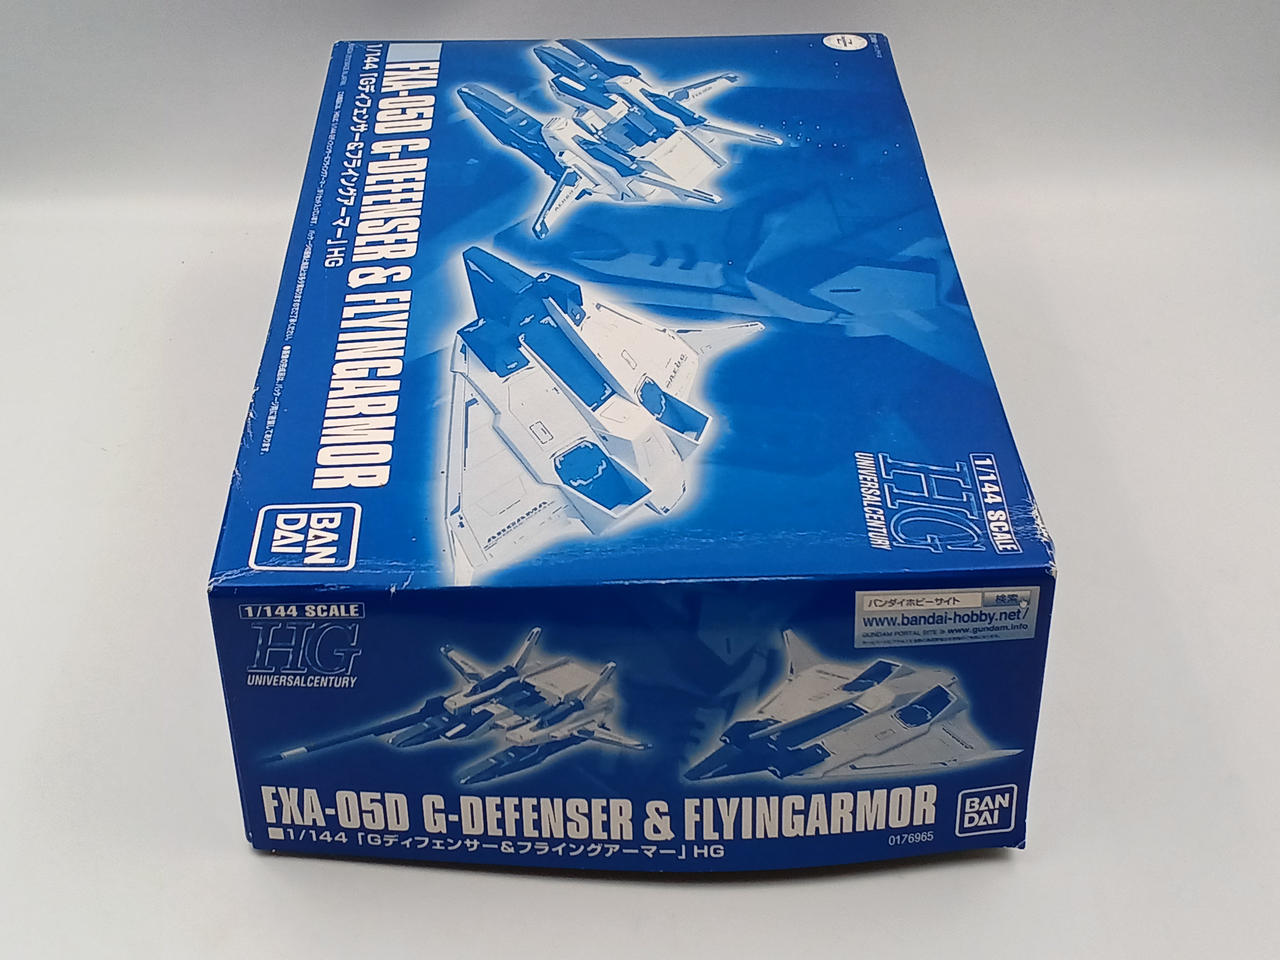 FXA-05D G-DEFENSER & FLYINGARMOR
1/144「Gディフェンサー&フライングアーマー」HG
BAN
DAI
1/144 SCALE
HG
UNIVERSALCENTURY
AIRGAMA
1/144 SCALE
HG
UNIVERSALCENTURY
バンダイホビーサイト 検索
www.bandai-hobby.net/
GUNDAM PORTAL SITE ≫ www.gundam.info
FXA-05D G-DEFENSER & FLYINGARMOR
■1/144「Gディフェンサー&フライングアーマー」HG
0176965
BAN
DAI